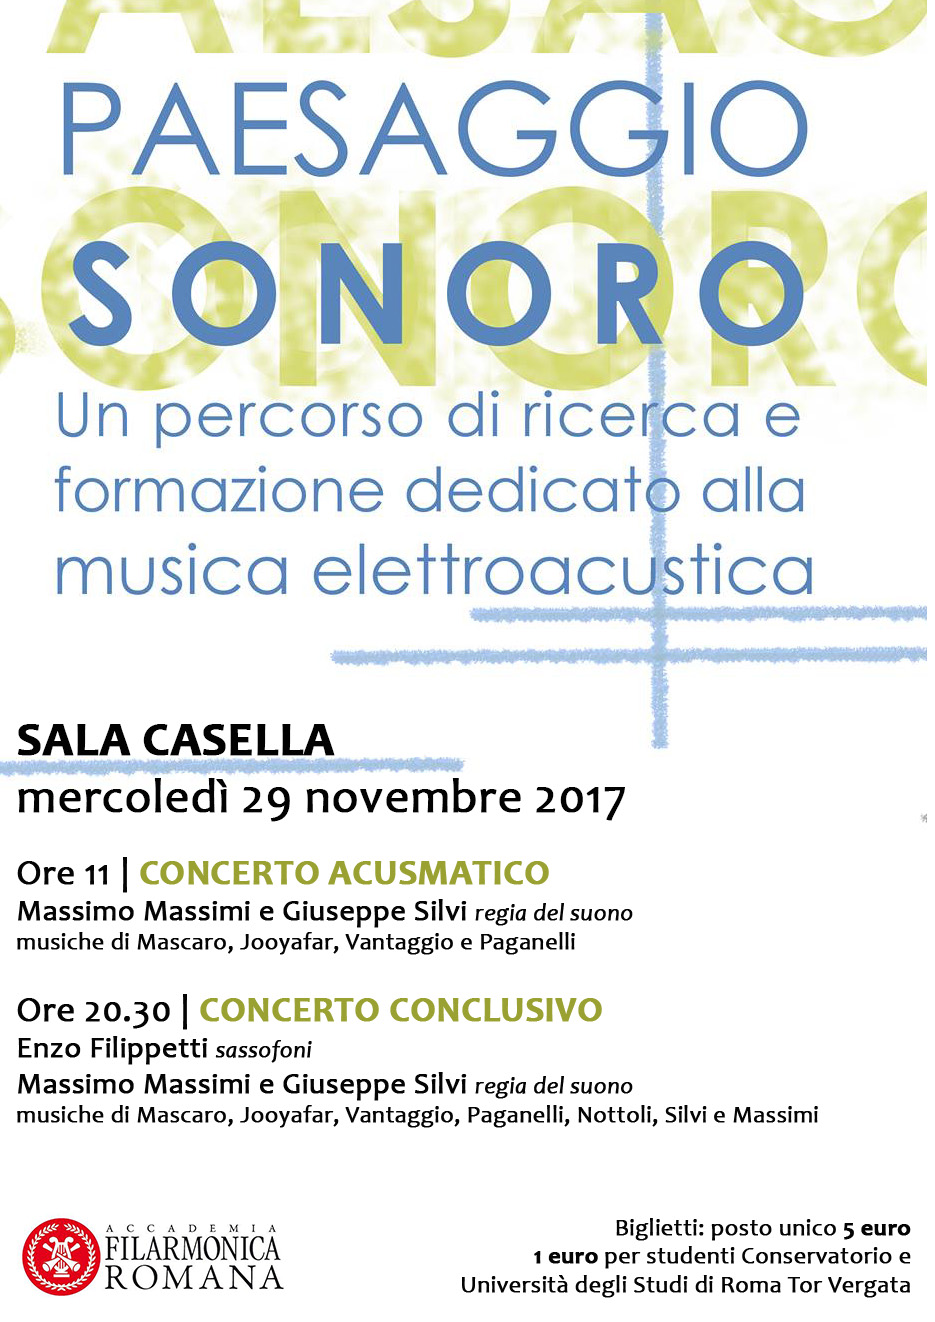 PAESAGGIO
SONORO
Un percorso di ricerca e
formazione dedicato alla
musica elettroacustica
SALA CASELLA
mercoledì 29 novembre 2017
Ore 11 | CONCERTO ACUSMATICO
Massimo Massimi e Giuseppe Silvi regia del suono
musiche di Mascaro, Jooyafar, Vantaggio e Paganelli
Ore 20.30 | CONCERTO CONCLUSIVO
Enzo Filippetti sassofoni
Massimo Massimi e Giuseppe Silvi regia del suono
musiche di Mascaro, Jooyafar, Vantaggio, Paganelli, Nottoli, Silvi e Massimi
ACCADEMIA
FILARMONICA
ROMANA
Biglietti: posto unico 5 euro
1 euro per studenti Conservatorio e
Università degli Studi di Roma Tor Vergata